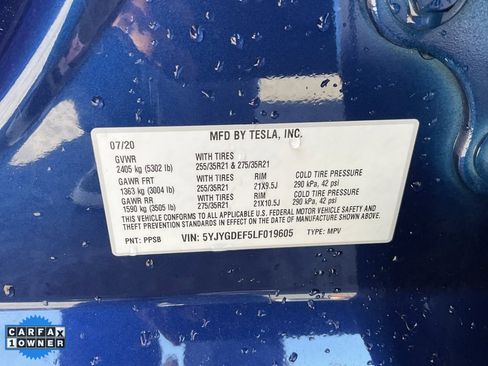 MFD BY TESLA, INC.
07/20
GVWR WITH TIRES
2405 kg (5302 lb) 255/35R21 & 275/35R21
GAWR FRT WITH TIRES RIM COLD TIRE PRESSURE
1363 kg (3004 lb) 255/35R21 21X9.5J 290 kPa, 42 psi
GAWR RR WITH TIRES RIM COLD TIRE PRESSURE
1590 kg (3505 lb) 275/35R21 21X10.5J 290 kPa, 42 psi
THIS VEHICLE CONFORMS TO ALL APPLICABLE U.S. FEDERAL MOTOR VEHICLE SAFETY AND
THEFT PREVENTION STANDARDS IN EFFECT ON THE DATE OF MANUFACTURE SHOWN ABOVE.
PNT: PPSB VIN: 5YJYGDEF5LF019605 TYPE: MPV
CARFAX
1 OWNER